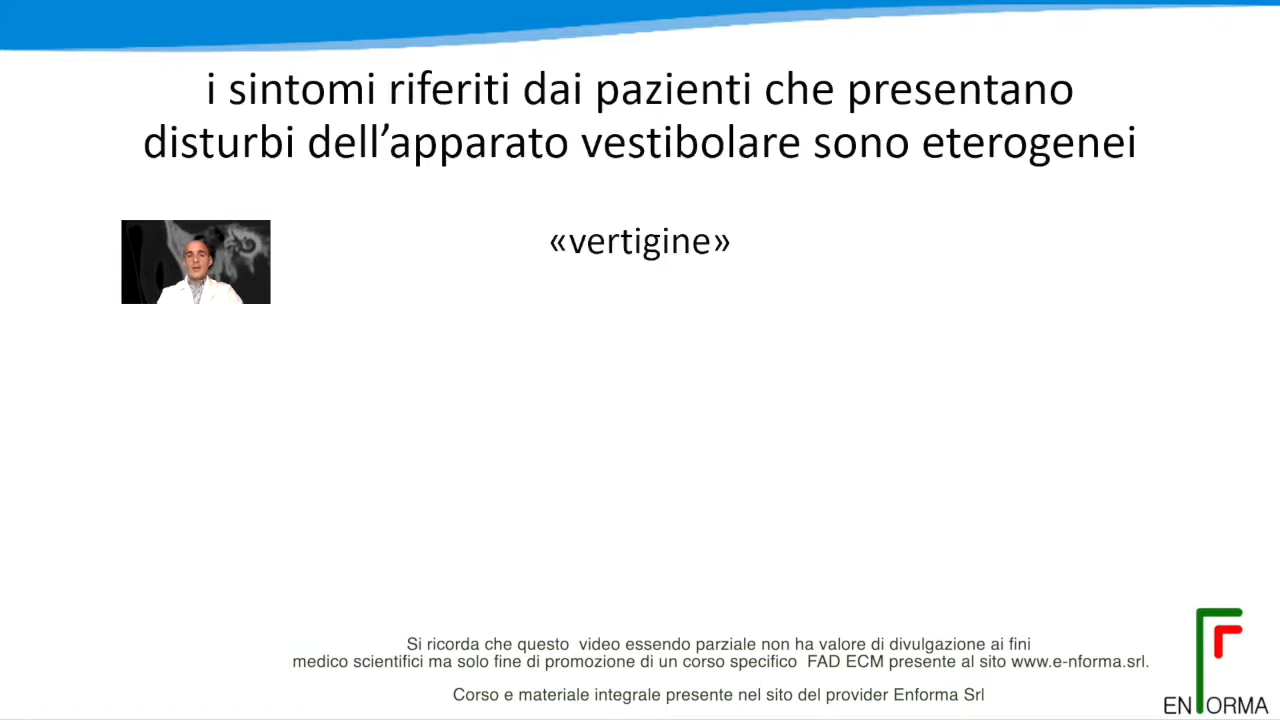 i sintomi riferiti dai pazienti che presentano
disturbi dell’apparato vestibolare sono eterogenei
«vertigine»
Si ricorda che questo  video essendo parziale non ha valore di divulgazione ai fini
medico scientifici ma solo fine di promozione di un corso specifico  FAD ECM presente al sito www.e-nforma.srl.
Corso e materiale integrale presente nel sito del provider Enforma Srl
ENFORMA